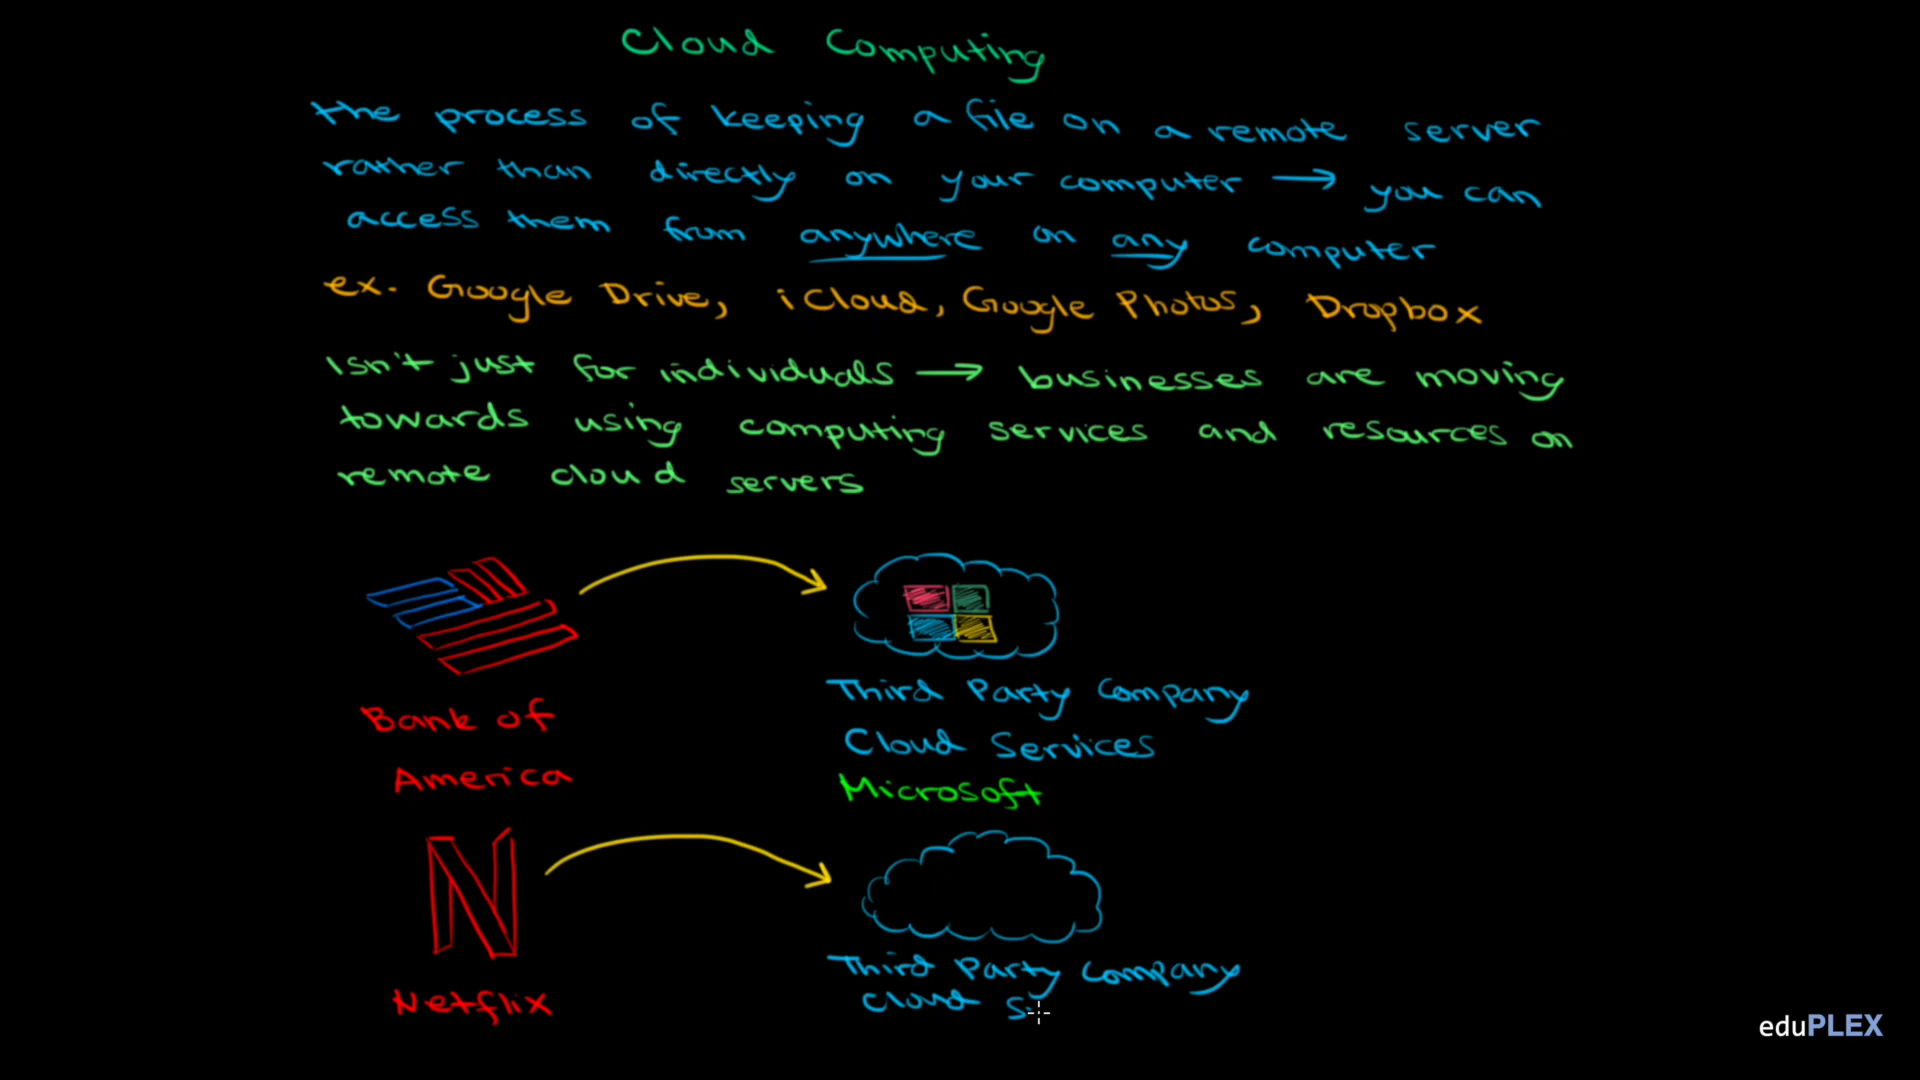 Cloud Computing
the process of keeping a file on a remote server
rather than directly on your computer → you can
access them from anywhere on any computer
ex. Google Drive, iCloud, Google Photos, Dropbox
Isn't just for individuals → businesses are moving
towards using computing services and resources on
remote cloud servers
Bank of
America
Third Party Company
Cloud Services
Microsoft
N
Netflix
Third Party Company
Cloud S
eduPLEX